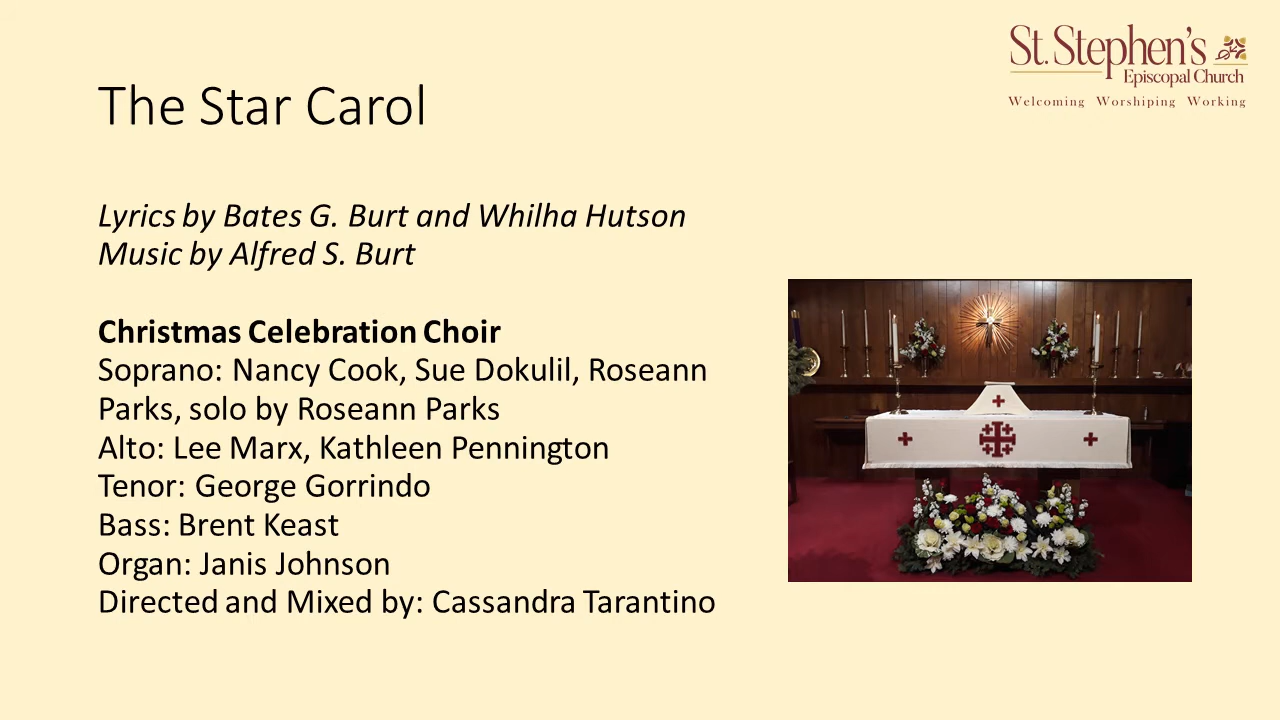 St. Stephen's
Episcopal Church
Welcoming Worshiping Working
The Star Carol
Lyrics by Bates G. Burt and Whilha Hutson
Music by Alfred S. Burt
Christmas Celebration Choir
Soprano: Nancy Cook, Sue Dokulil, Roseann
Parks, solo by Roseann Parks
Alto: Lee Marx, Kathleen Pennington
Tenor: George Gorrindo
Bass: Brent Keast
Organ: Janis Johnson
Directed and Mixed by: Cassandra Tarantino